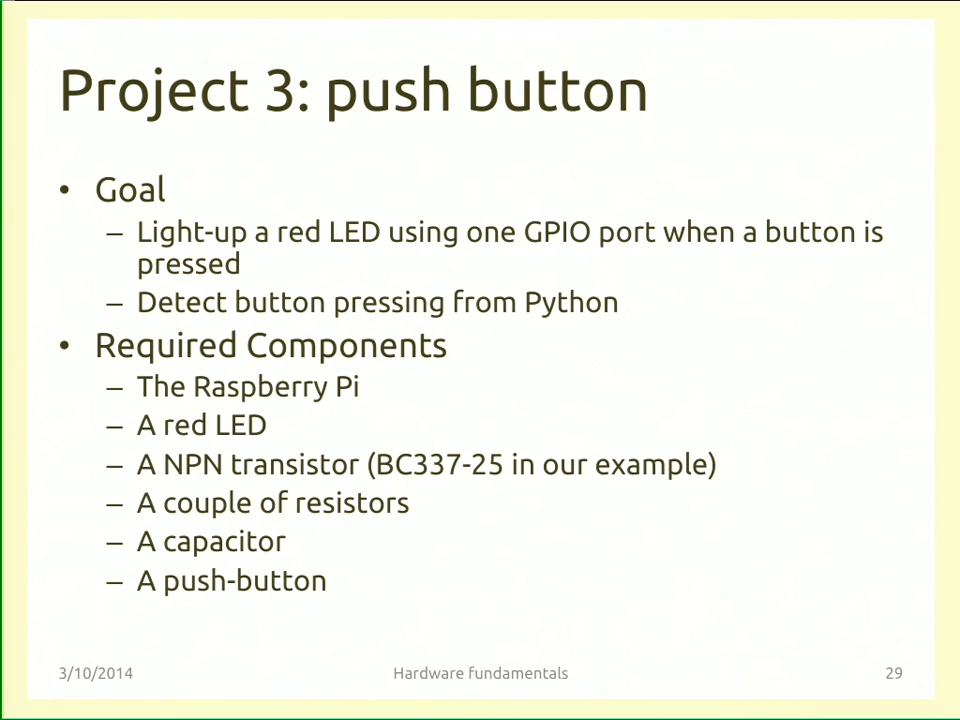 Project 3: push button
• Goal
– Light-up a red LED using one GPIO port when a button is
pressed
– Detect button pressing from Python
• Required Components
– The Raspberry Pi
– A red LED
– A NPN transistor (BC337-25 in our example)
– A couple of resistors
– A capacitor
– A push-button
3/10/2014 Hardware fundamentals 29